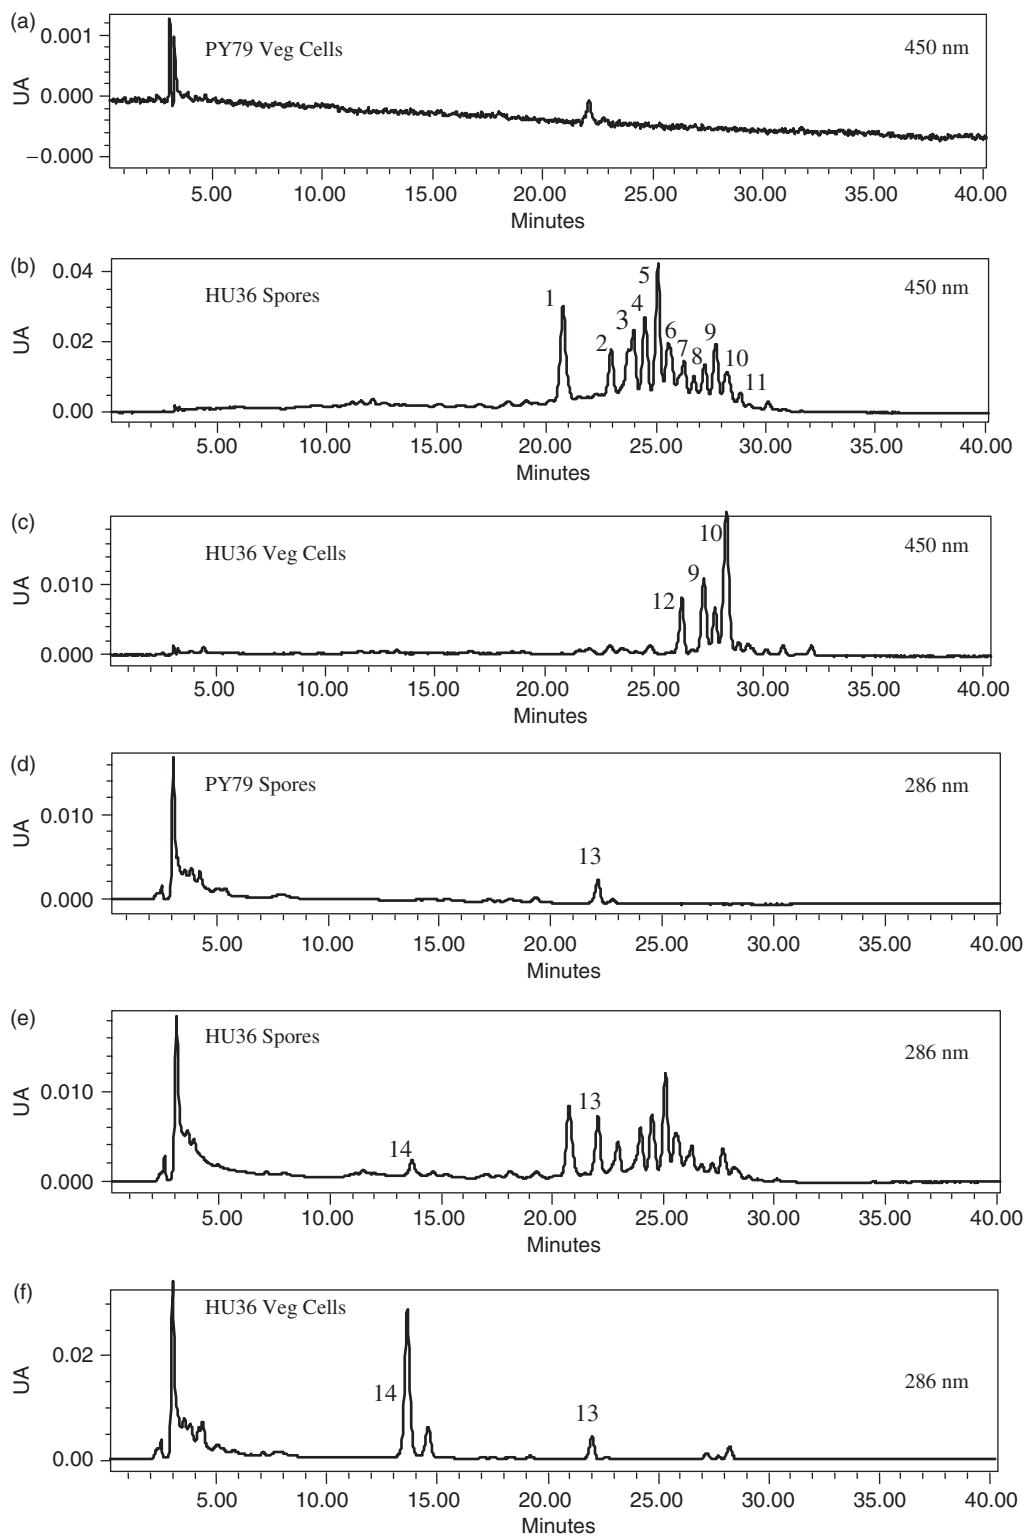 (a)
0.001
PY79 Veg Cells
450 nm
UA
0.000
−0.000
5.00 10.00 15.00 20.00 25.00 30.00 35.00 40.00
Minutes
(b)
0.04
5
HU36 Spores
450 nm
1
4
3
UA
0.02
2
6
9
7
8
10
11
0.00
5.00 10.00 15.00 20.00 25.00 30.00 35.00 40.00
Minutes
(c)
10
HU36 Veg Cells
450 nm
UA
0.010
9
12
0.000
5.00 10.00 15.00 20.00 25.00 30.00 35.00 40.00
Minutes
(d)
PY79 Spores
286 nm
UA
0.010
13
0.000
5.00 10.00 15.00 20.00 25.00 30.00 35.00 40.00
Minutes
(e)
HU36 Spores
286 nm
UA
0.010
13
14
0.000
5.00 10.00 15.00 20.00 25.00 30.00 35.00 40.00
Minutes
(f)
HU36 Veg Cells
0.02
UA
286 nm
14
13
0.00
5.00 10.00 15.00 20.00 25.00 30.00 35.00 40.00
Minutes